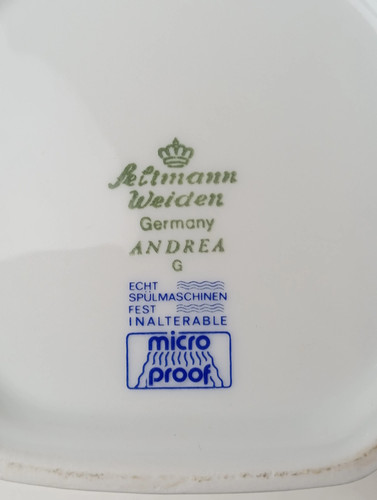 Seltmann
Weiden
Germany
ANDREA
G
ECHT
SPÜLMASCHINEN
FEST
INALTERABLE
micro
proof